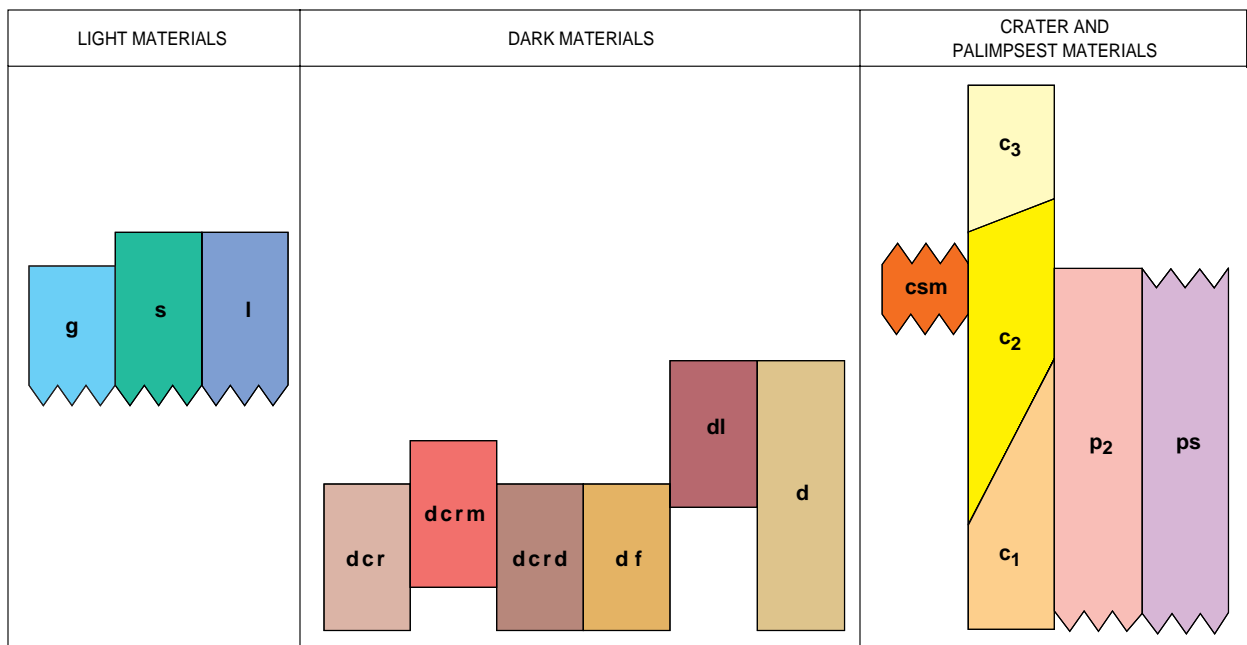 LIGHT MATERIALS
DARK MATERIALS
CRATER AND
PALIMPSEST MATERIALS
g
s
l
dcr
dcrm
dcrd
df
dl
d
csm
c3
c2
c1
p2
ps